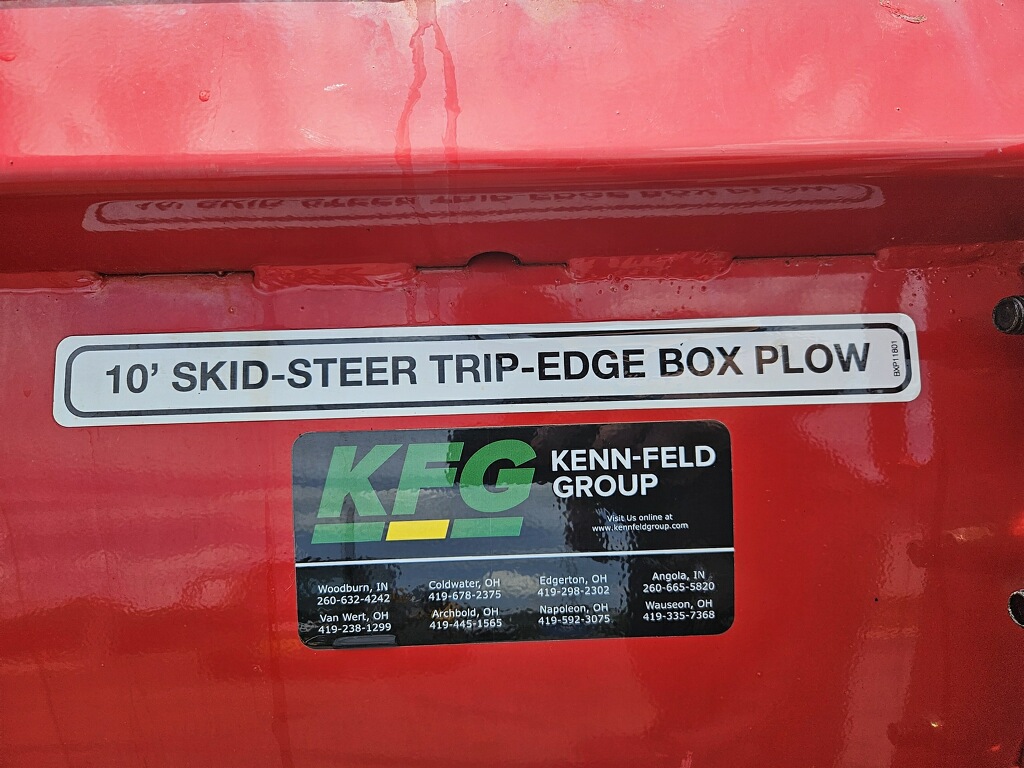 10' SKID-STEER TRIP-EDGE BOX PLOW
BXP11801
KFG
KENN-FELD
GROUP
Visit Us online at
www.kennfeldgroup.com
Woodburn, IN
260-632-4242
Coldwater, OH
419-678-2375
Edgerton, OH
419-298-2302
Angola, IN
260-665-5820
Van Wert, OH
419-238-1299
Archbold, OH
419-445-1565
Napoleon, OH
419-592-3075
Wauseon, OH
419-335-7368